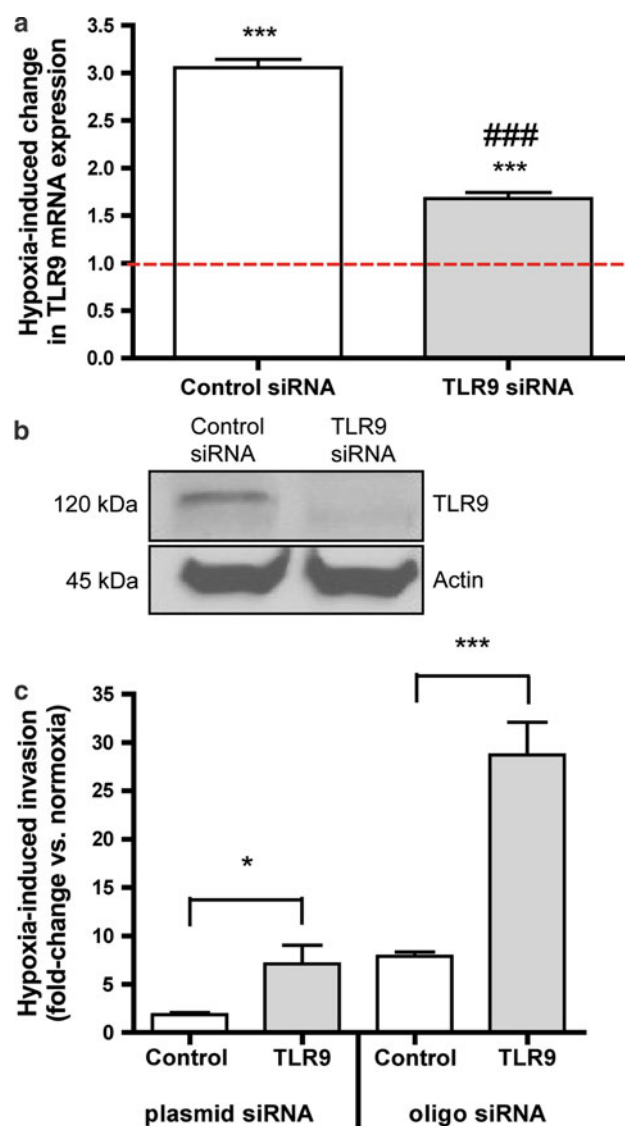 a
Hypoxia-induced change
in TLR9 mRNA expression
3.5
3.0
2.5
2.0
1.5
1.0
0.5
0.0
***
###
***
Control siRNA
TLR9 siRNA
b
Control
siRNA
TLR9
siRNA
120 kDa
TLR9
45 kDa
Actin
c
Hypoxia-induced invasion
(fold-change vs. normoxia)
35
30
25
20
15
10
5
0
*
***
Control
TLR9
Control
TLR9
plasmid siRNA
oligo siRNA